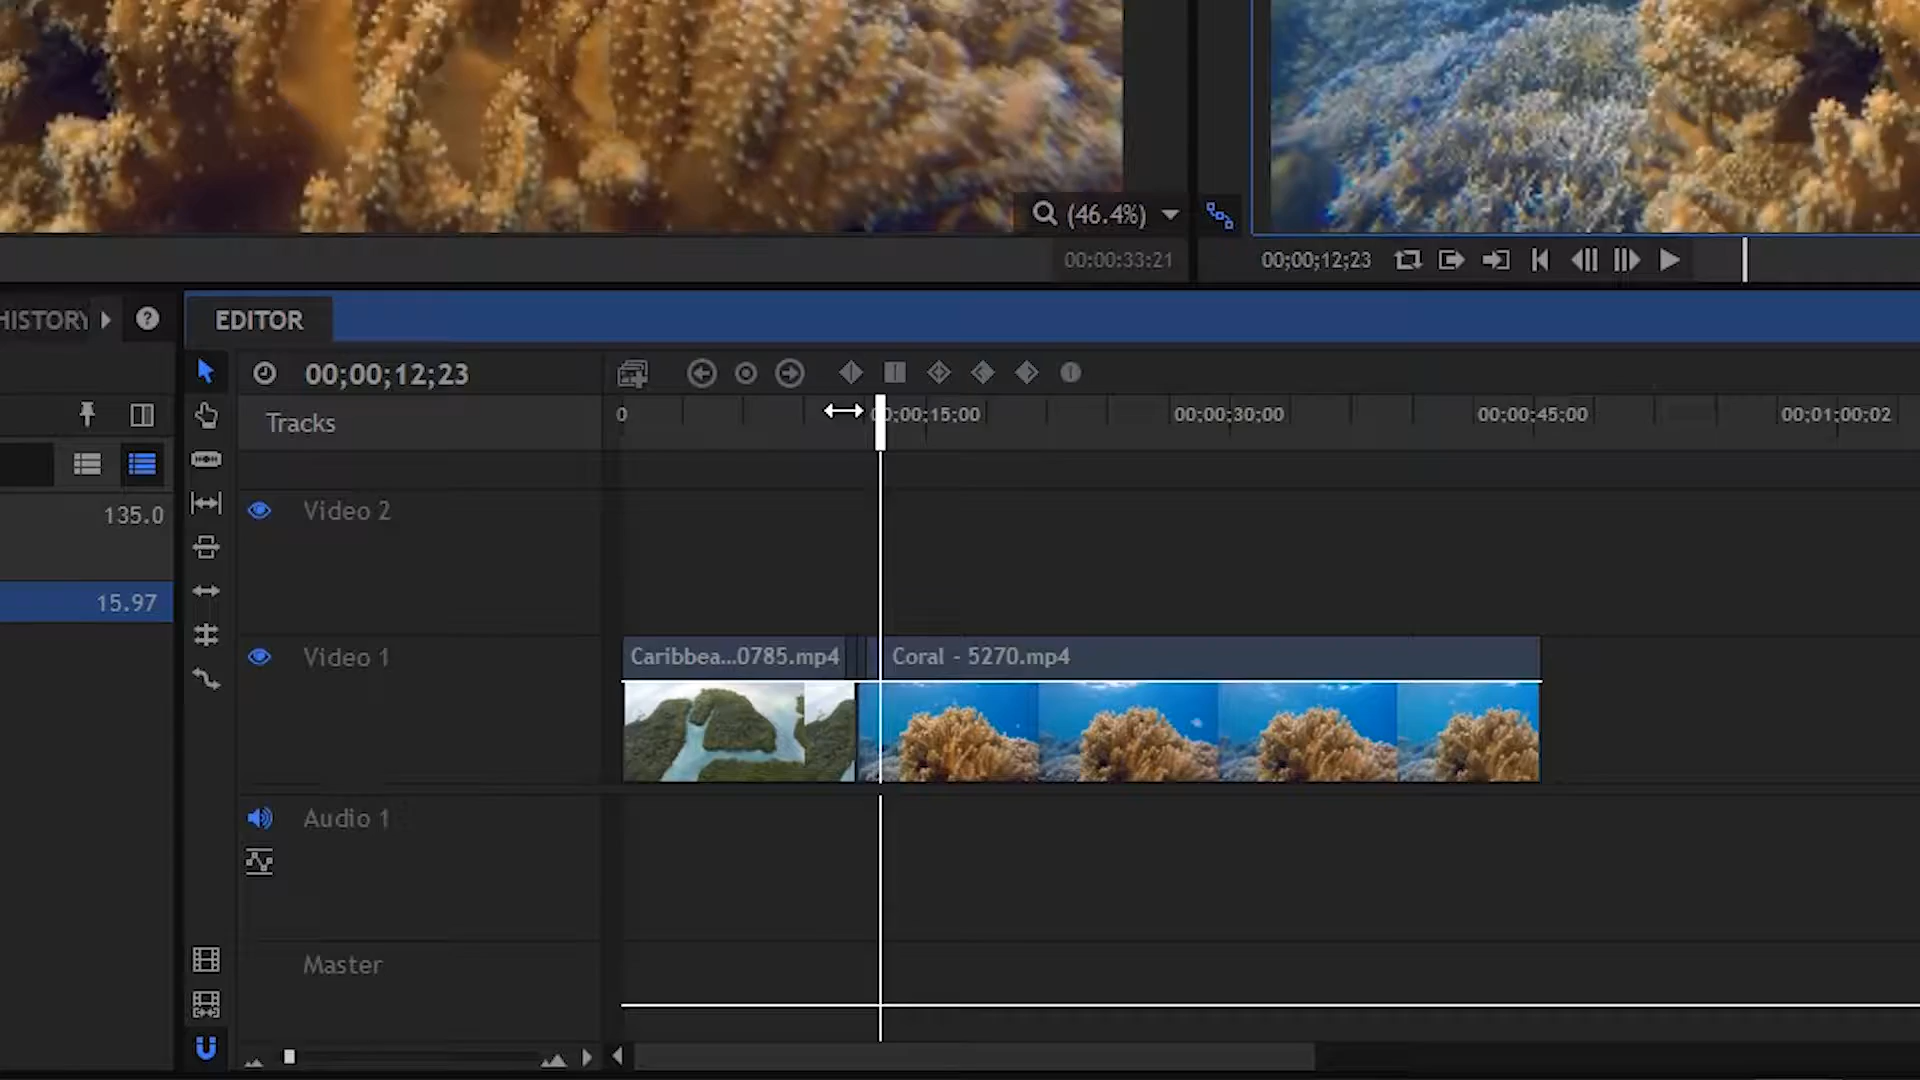 (46.4%)
00:00:33:21
00;00;12;23
HISTORY
?
EDITOR
00;00;12;23
Tracks
0
00;00;15;00
00;00;30;00
00;00;45;00
00;01;00;02
135.0
Video 2
15.97
Video 1
Caribbea...0785.mp4
Coral - 5270.mp4
Audio 1
Master